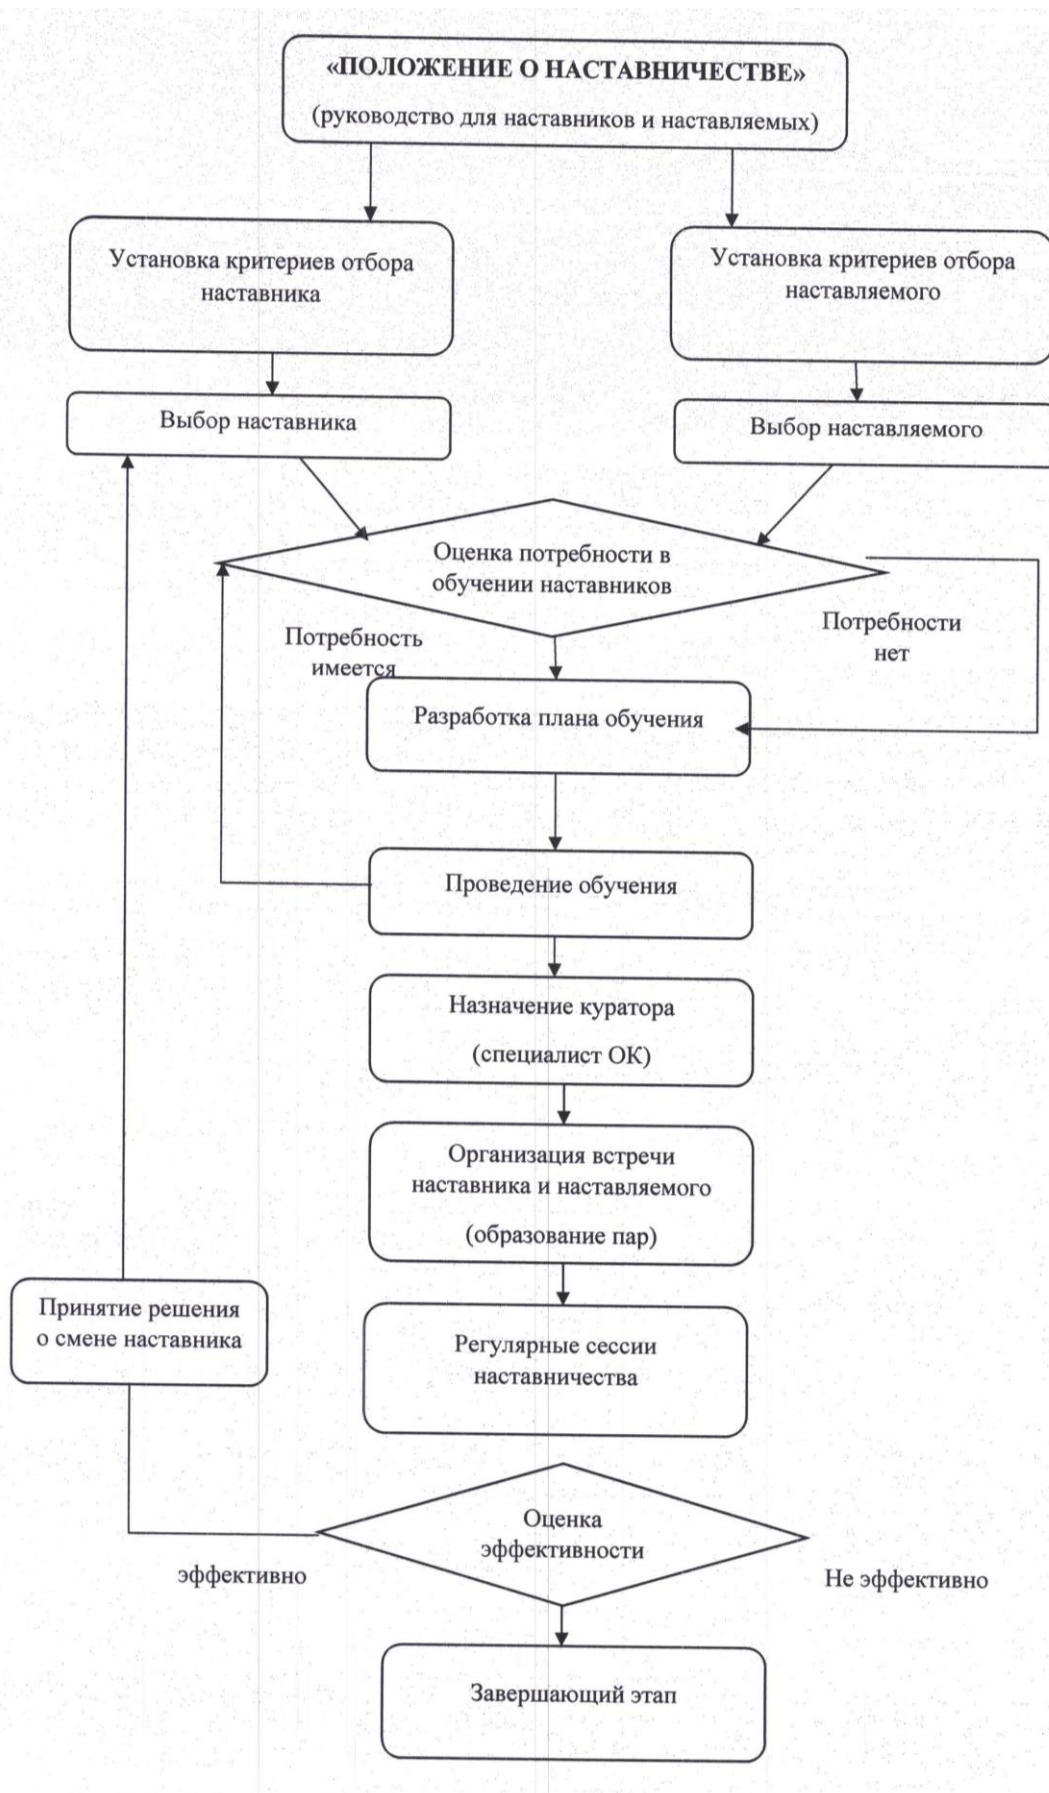 «ПОЛОЖЕНИЕ О НАСТАВНИЧЕСТВЕ»
(руководство для наставников и наставляемых)
Установка критериев отбора
наставника
Установка критериев отбора
наставляемого
Выбор наставника
Выбор наставляемого
Оценка потребности в
обучении наставников
Потребность
имеется
Потребности
нет
Разработка плана обучения
Проведение обучения
Назначение куратора
(специалист ОК)
Организация встречи
наставника и наставляемого
(образование пар)
Принятие решения
о смене наставника
Регулярные сессии
наставничества
Оценка
эффективности
эффективно
Не эффективно
Завершающий этап